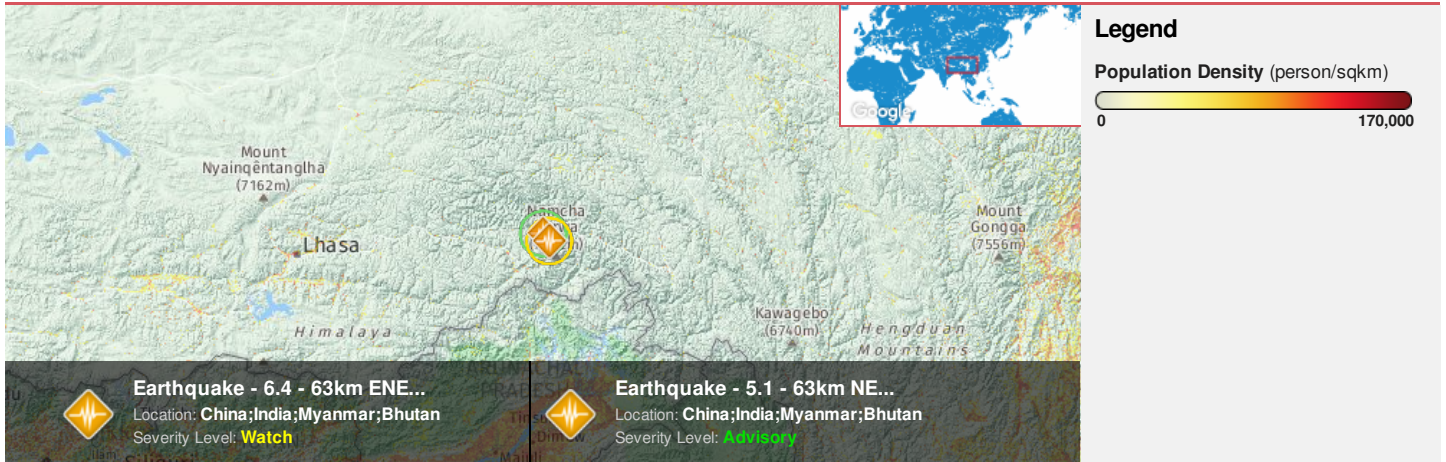 Legend
Population Density (person/sqkm)
0 170,000
Google
Mount
Nyainqêntanglha
(7162m)
Namcha
Mount
Gongga
(7556m)
Lhasa
Kawagebo
(6740m)
Himalaya
Hengduan
Mountains
Earthquake - 6.4 - 63km ENE...
Location: China;India;Myanmar;Bhutan
Severity Level: Watch
Earthquake - 5.1 - 63km NE...
Location: China;India;Myanmar;Bhutan
Severity Level: Advisory